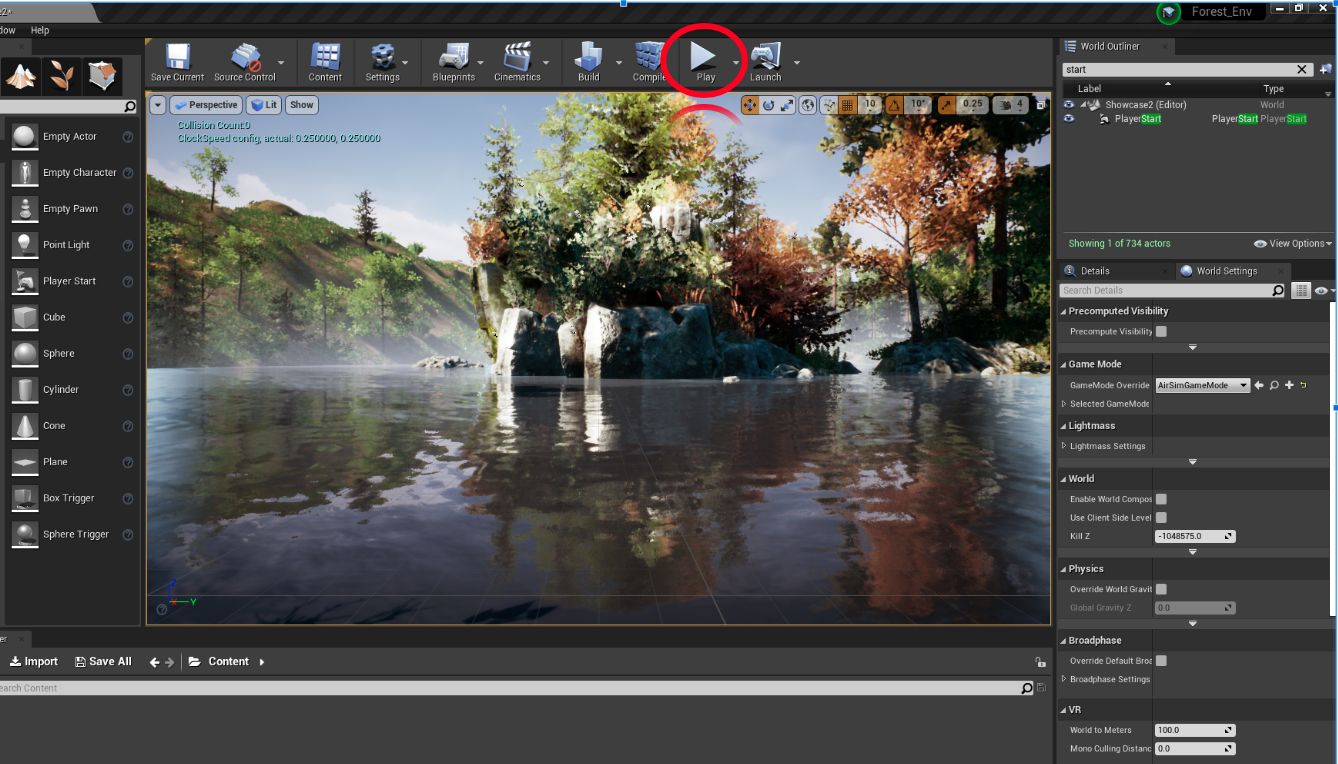 e2*
Forest_Env
dow Help
Save Current Source Control Content Settings Blueprints Cinematics Build Compile Play Launch
Perspective Lit Show 10 10° 0.25 4
Collision Count:0
ClockSpeed config, actual: 0.250000, 0.250000
Empty Actor
Empty Character
Empty Pawn
Point Light
Player Start
Cube
Sphere
Cylinder
Cone
Plane
Box Trigger
Sphere Trigger
X
Z
Y
World Outliner
start
Label Type
Showcase2 (Editor) World
PlayerStart PlayerStart PlayerStart
Showing 1 of 734 actors View Options
Details World Settings
Search Details
Precomputed Visibility
Precompute Visibility
Game Mode
GameMode Override AirSimGameMode
Selected GameMode
Lightmass
Lightmass Settings
World
Enable World Compos
Use Client Side Level
Kill Z -1048575.0
Physics
Override World Gravit
Global Gravity Z 0.0
Broadphase
Override Default Broa
Broadphase Settings
VR
World to Meters 100.0
Mono Culling Distanc 0.0
er
Import Save All Content
earch Content